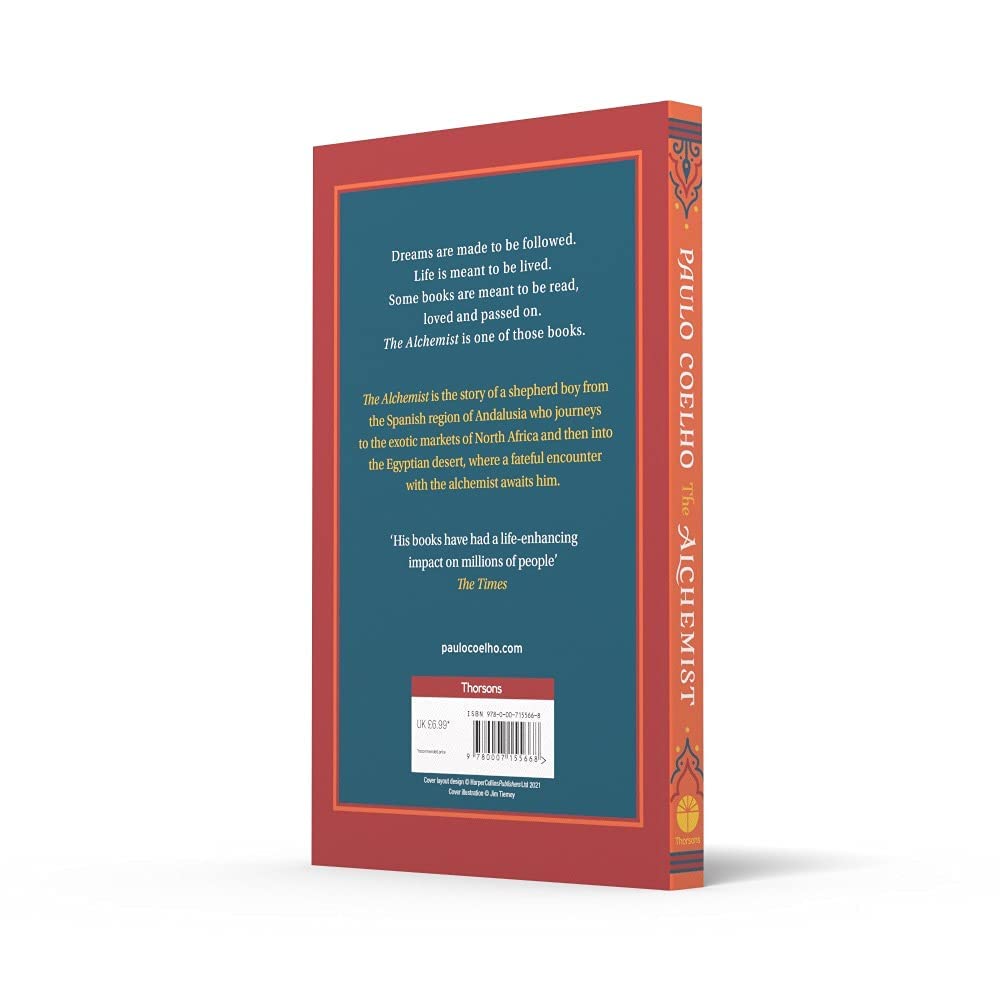 Dreams are made to be followed.
Life is meant to be lived.
Some books are meant to be read,
loved and passed on.
The Alchemist is one of those books.
The Alchemist is the story of a shepherd boy from
the Spanish region of Andalusia who journeys
to the exotic markets of North Africa and then into
the Egyptian desert, where a fateful encounter
with the alchemist awaits him.
‘His books have had a life-enhancing
impact on millions of people’
The Times
paulocoelho.com
Thorsons
ISBN 978-0-00-715566-8
UK £6.99*
*recommended price
9 780007 155668 >
Cover layout design © HarperCollinsPublishers Ltd 2021
Cover illustration © Jim Tierney
PAULO COELHO The ALCHEMIST
Thorsons